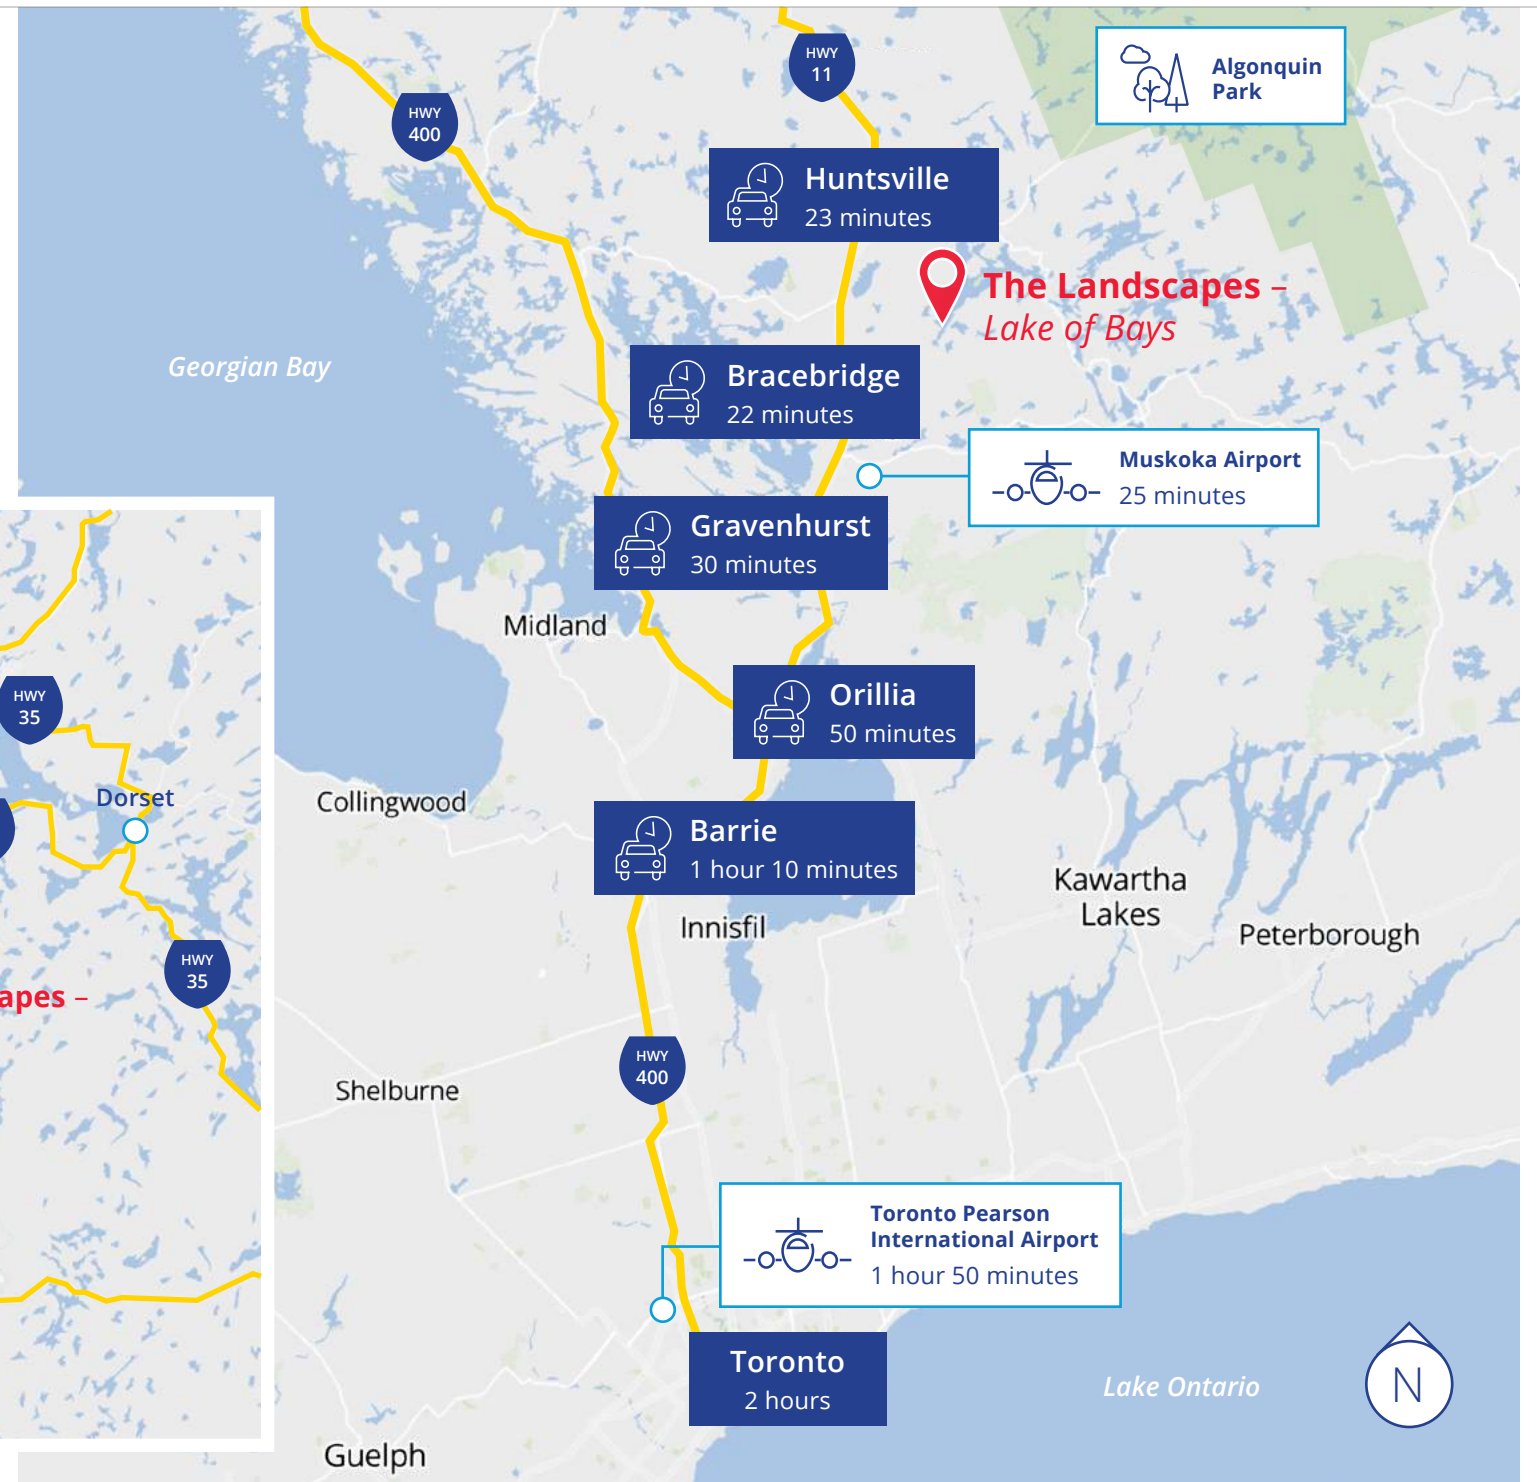 HWY
11
HWY
400
Algonquin
Park
Huntsville
23 minutes
The Landscapes –
Lake of Bays
Georgian Bay
Bracebridge
22 minutes
Muskoka Airport
25 minutes
Gravenhurst
30 minutes
Midland
Orillia
50 minutes
HWY
35
Dorset
Collingwood
Barrie
1 hour 10 minutes
Kawartha
Lakes
Innisfil
Peterborough
HWY
35
apes –
HWY
400
Shelburne
Toronto Pearson
International Airport
1 hour 50 minutes
Toronto
2 hours
Lake Ontario
N
Guelph